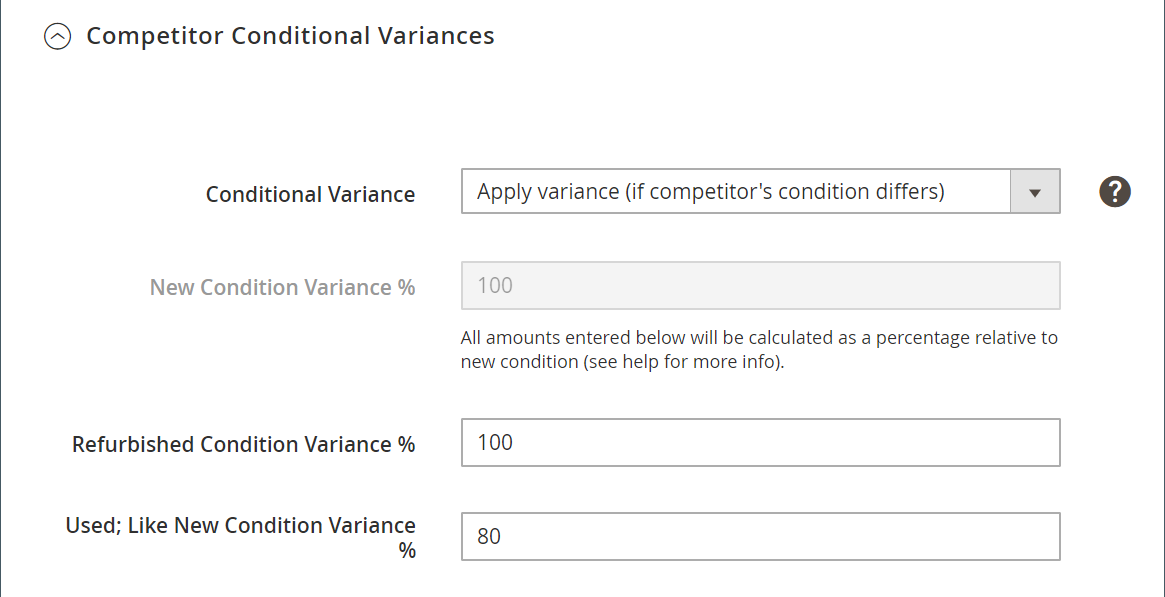 Competitor Conditional Variances
Conditional Variance
Apply variance (if competitor's condition differs)
?
New Condition Variance %
100
All amounts entered below will be calculated as a percentage relative to
new condition (see help for more info).
Refurbished Condition Variance %
100
Used; Like New Condition Variance
%
80